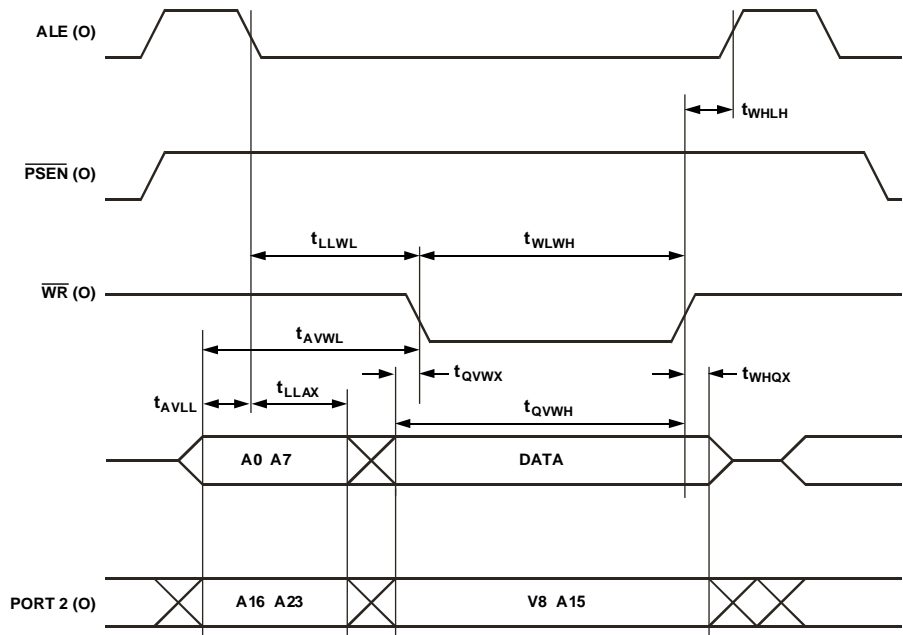 ALE (O)
tWHLH
PSEN (O)
tLLWL
tWLWH
WR (O)
tAVWL
tQVWX
tWHQX
tAVLL
tLLAX
tQVWH
A0 A7
DATA
PORT 2 (O)
A16 A23
V8 A15